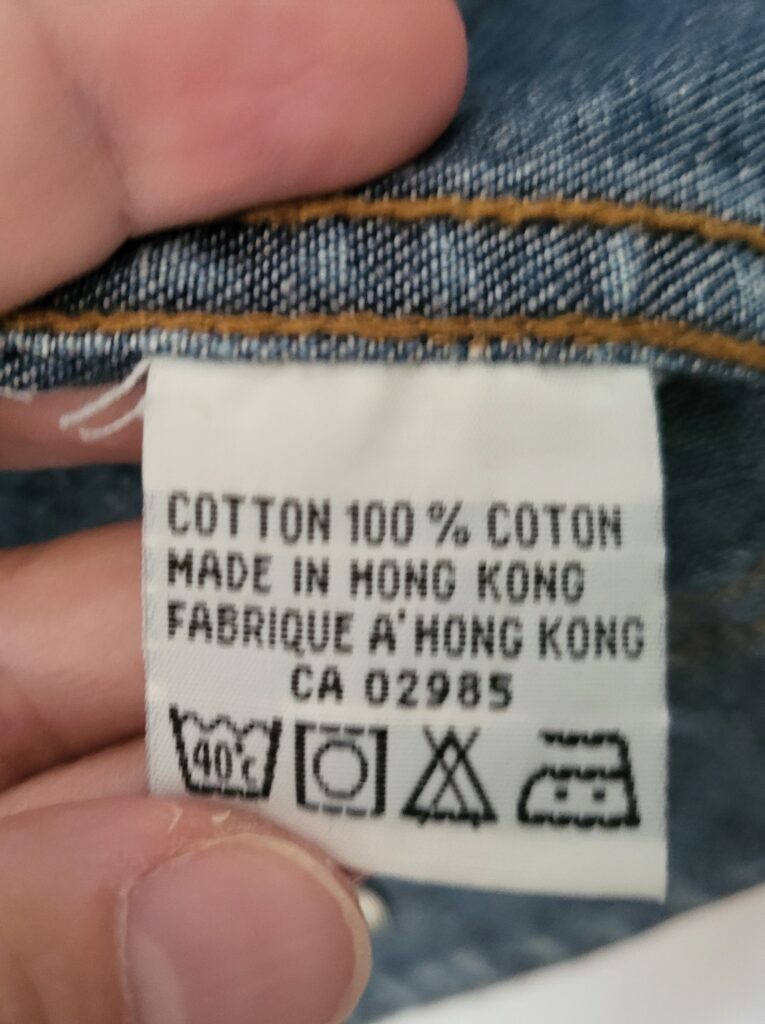 COTTON 100 % COTON
MADE IN HONG KONG
FABRIQUE A' HONG KONG
CA 02985
40°C